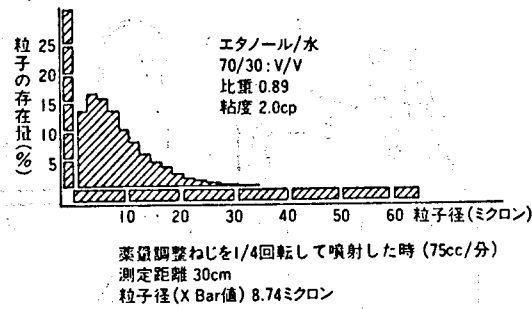 粒子の存在量(%)
25
20
15
10
5
エタノール/水
70/30:V/V
比重 0.89
粘度 2.0cp
10 20 30 40 50 60 粒子径(ミクロン)
薬量調整ねじを1/4回転して噴射した時 (75cc/分)
測定距離 30cm
粒子径(X Bar値) 8.74ミクロン